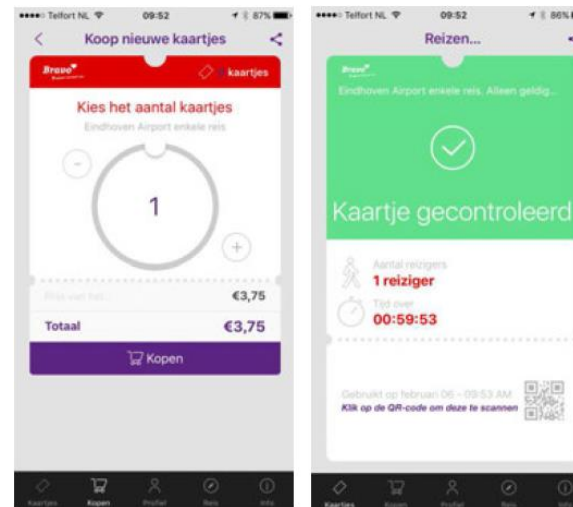 Telfort NL 09:52 87%
Koop nieuwe kaartjes
Bravo
kaartjes
Kies het aantal kaartjes
Eindhoven Airport enkele reis
-
1
+
€3,75
Totaal €3,75
Kopen
Kaartjes Kopen Profiel Reis Info
Telfort NL 09:52 86%
Reizen...
Bravo
Eindhoven Airport enkele reis. Alleen geldig...
Kaartje gecontroleerd
Aantal reizigers
1 reiziger
Tijd over
00:59:53
Gebruikt op februari 06 - 09:53 AM
Klik op de QR-code om deze te scannen
Kaartjes Kopen Profiel Reis Info